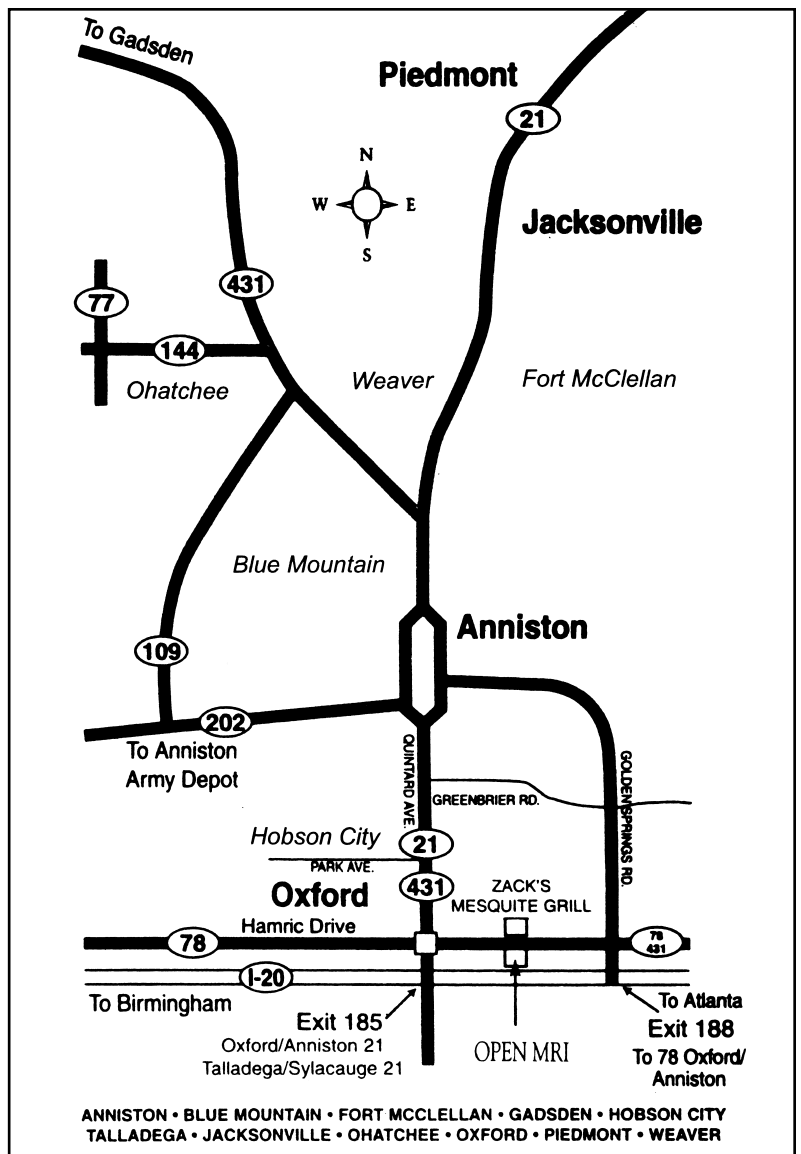 To Gadsden
Piedmont
21
N
W E
S
Jacksonville
431
77
144
Ohatchee
Weaver
Fort McClellan
Blue Mountain
Anniston
109
202
To Anniston
Army Depot
QUINTARD AVE.
GREENBRIER RD.
GOLDEN SPRINGS RD.
Hobson City
21
PARK AVE.
431
Oxford
ZACK'S
MESQUITE GRILL
Hamric Drive
78
78
431
I-20
To Birmingham
To Atlanta
Exit 185
Oxford/Anniston 21
Talladega/Sylacauge 21
OPEN MRI
Exit 188
To 78 Oxford/
Anniston
ANNISTON • BLUE MOUNTAIN • FORT MCCLELLAN • GADSDEN • HOBSON CITY
TALLADEGA • JACKSONVILLE • OHATCHEE • OXFORD • PIEDMONT • WEAVER